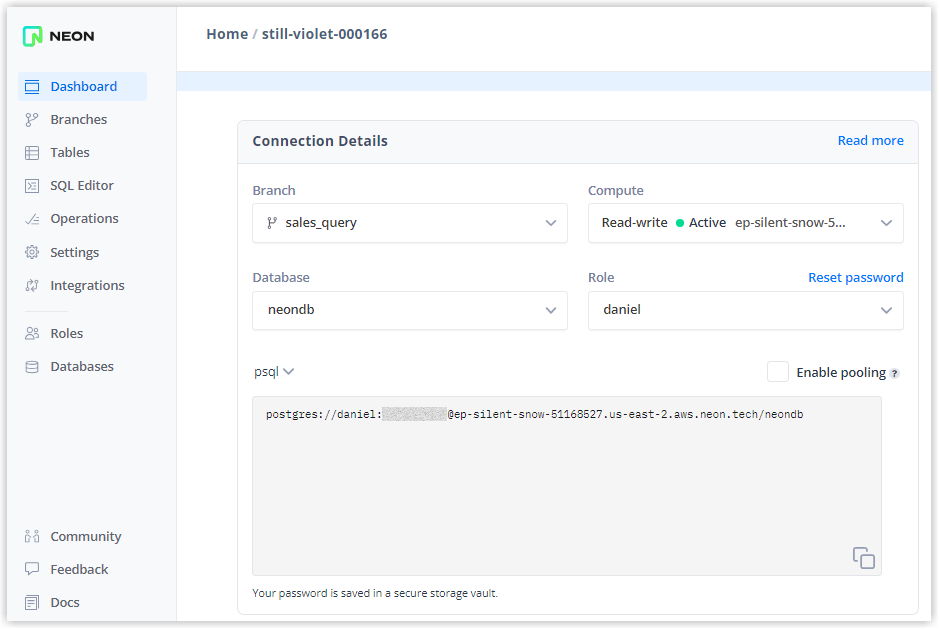 NEON
Home / still-violet-000166
Dashboard
Branches
Tables
SQL Editor
Operations
Settings
Integrations
Roles
Databases
Community
Feedback
Docs
Connection Details
Read more
Branch
Compute
sales_query
Read-write Active ep-silent-snow-5...
Database
Role
Reset password
neondb
daniel
psql
Enable pooling ?
postgres://daniel:
@ep-silent-snow-51168527.us-east-2.aws.neon.tech/neondb
Your password is saved in a secure storage vault.